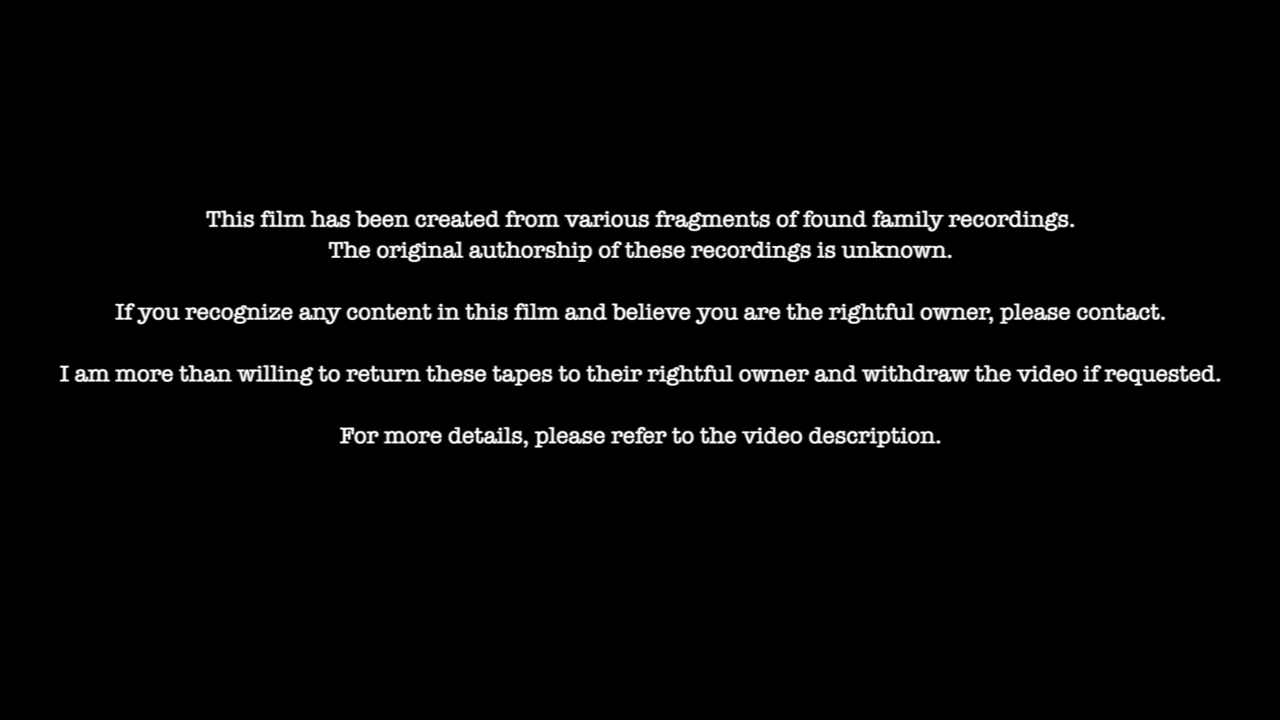 This film has been created from various fragments of found family recordings.
The original authorship of these recordings is unknown.
If you recognize any content in this film and believe you are the rightful owner, please contact.
I am more than willing to return these tapes to their rightful owner and withdraw the video if requested.
For more details, please refer to the video description.